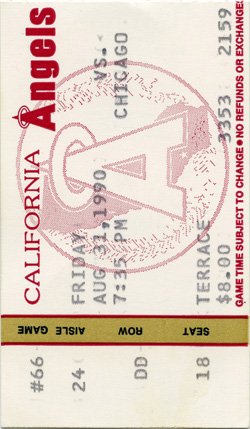 CALIFORNIA
Angels
FRIDAY VS.
AUG 31, 1990 CHICAGO
7:35 PM
TERRACE
$8.00 3353 2159
GAME TIME SUBJECT TO CHANGE • NO REFUNDS OR EXCHANGES
GAME
AISLE
ROW
SEAT
#66
24
DD
18